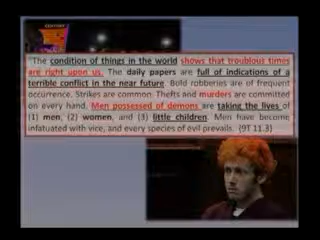 "The condition of things in the world shows that troublous times
are right upon us. The daily papers are full of indications of a
terrible conflict in the near future. Bold robberies are of frequent
occurrence. Strikes are common. Thefts and murders are committed
on every hand. Men possessed of demons are taking the lives of
(1) men, (2) women, and (3) little children. Men have become
infatuated with vice, and every species of evil prevails. {9T 11.3}